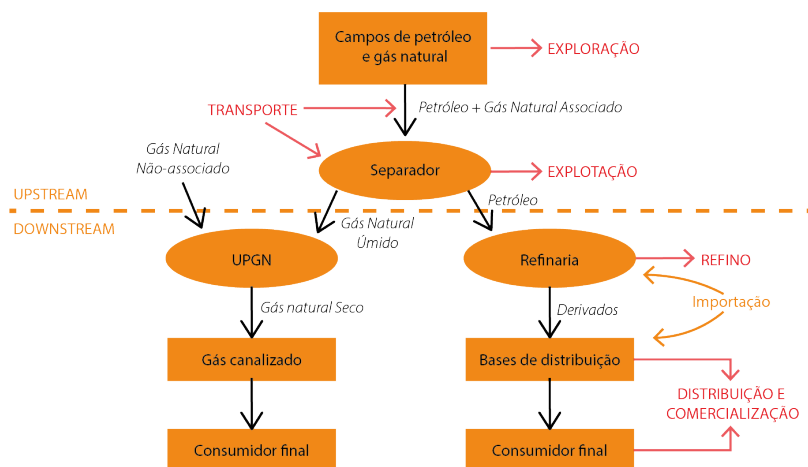 Campos de petróleo
e gás natural
EXPLORAÇÃO
TRANSPORTE
Petróleo + Gás Natural Associado
Gás Natural
Não-associado
Separador
EXPLOTAÇÃO
UPSTREAM
Petróleo
DOWNSTREAM
Gás Natural
Úmido
UPGN
Refinaria
REFINO
Importação
Gás natural Seco
Derivados
Gás canalizado
Bases de distribuição
DISTRIBUIÇÃO E
COMERCIALIZAÇÃO
Consumidor final
Consumidor final